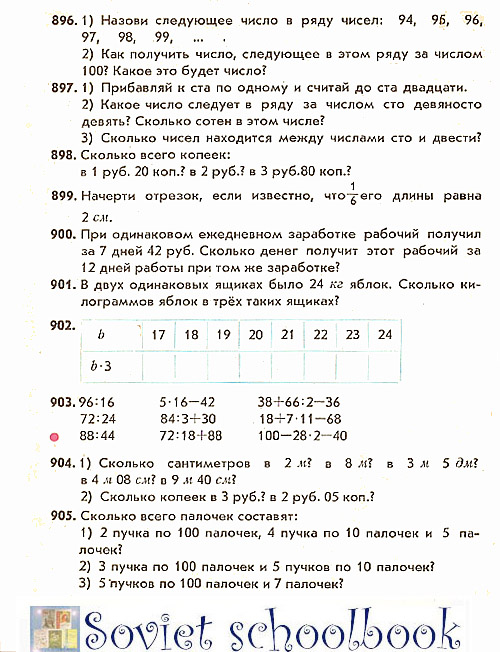 896. 1) Назови следующее число в ряду чисел: 94, 95, 96,
97, 98, 99, ... .
2) Как получить число, следующее в этом ряду за числом
100? Какое это будет число?
897. 1) Прибавляй к ста по одному и считай до ста двадцати.
2) Какое число следует в ряду за числом сто девяносто
девять? Сколько сотен в этом числе?
3) Сколько чисел находится между числами сто и двести?
898. Сколько всего копеек:
в 1 руб. 20 коп.? в 2 руб.? в 3 руб.80 коп.?
899. Начерти отрезок, если известно, что 1/6 его длины равна
2 см.
900. При одинаковом ежедневном заработке рабочий получил
за 7 дней 42 руб. Сколько денег получит этот рабочий за
12 дней работы при том же заработке?
901. В двух одинаковых ящиках было 24 кг яблок. Сколько ки-
лограммов яблок в трёх таких ящиках?
902. b 17 18 19 20 21 22 23 24
b·3
903. 96:16 5·16−42 38+66:2−36
72:24 84:3+30 18+7·11−68
88:44 72:18+88 100−28·2−40
904. 1) Сколько сантиметров в 2 м? в 8 м? в 3 м 5 дм?
в 4 м 08 см? в 9 м 40 см?
2) Сколько копеек в 3 руб.? в 2 руб. 05 коп.?
905. Сколько всего палочек составят:
1) 2 пучка по 100 палочек, 4 пучка по 10 палочек и 5 па-
лочек?
2) 3 пучка по 100 палочек и 5 пучков по 10 палочек?
3) 5 пучков по 100 палочек и 7 палочек?
Soviet schoolbook